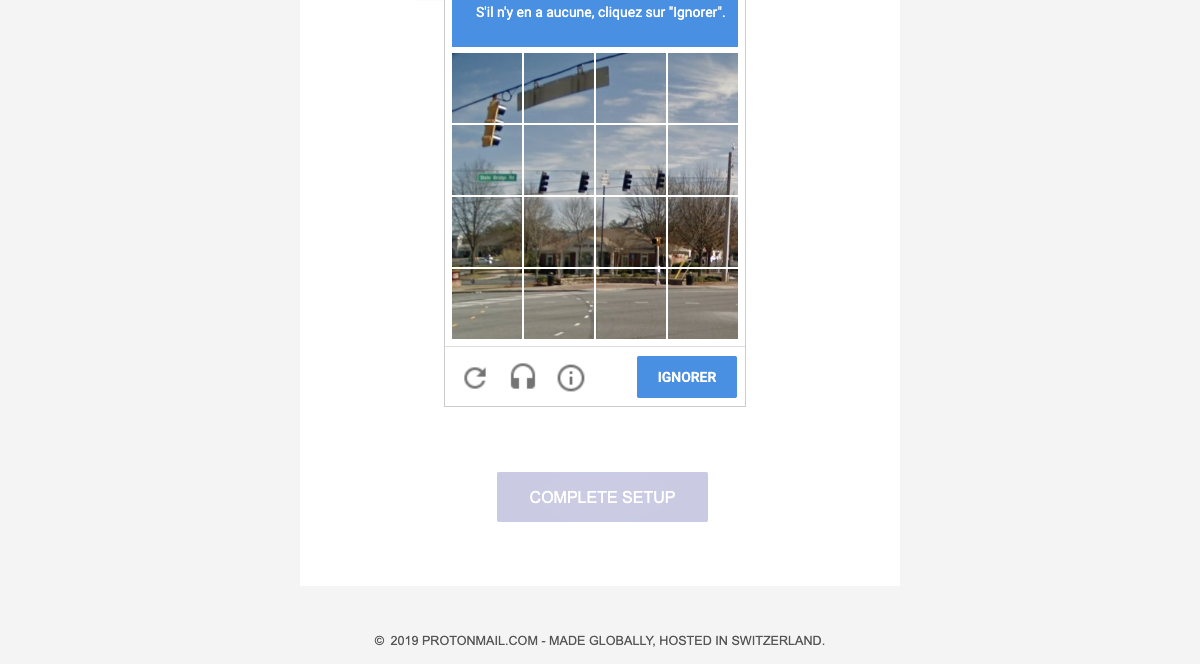 S'il n'y en a aucune, cliquez sur "Ignorer".
IGNORER
COMPLETE SETUP
© 2019 PROTONMAIL.COM - MADE GLOBALLY, HOSTED IN SWITZERLAND.